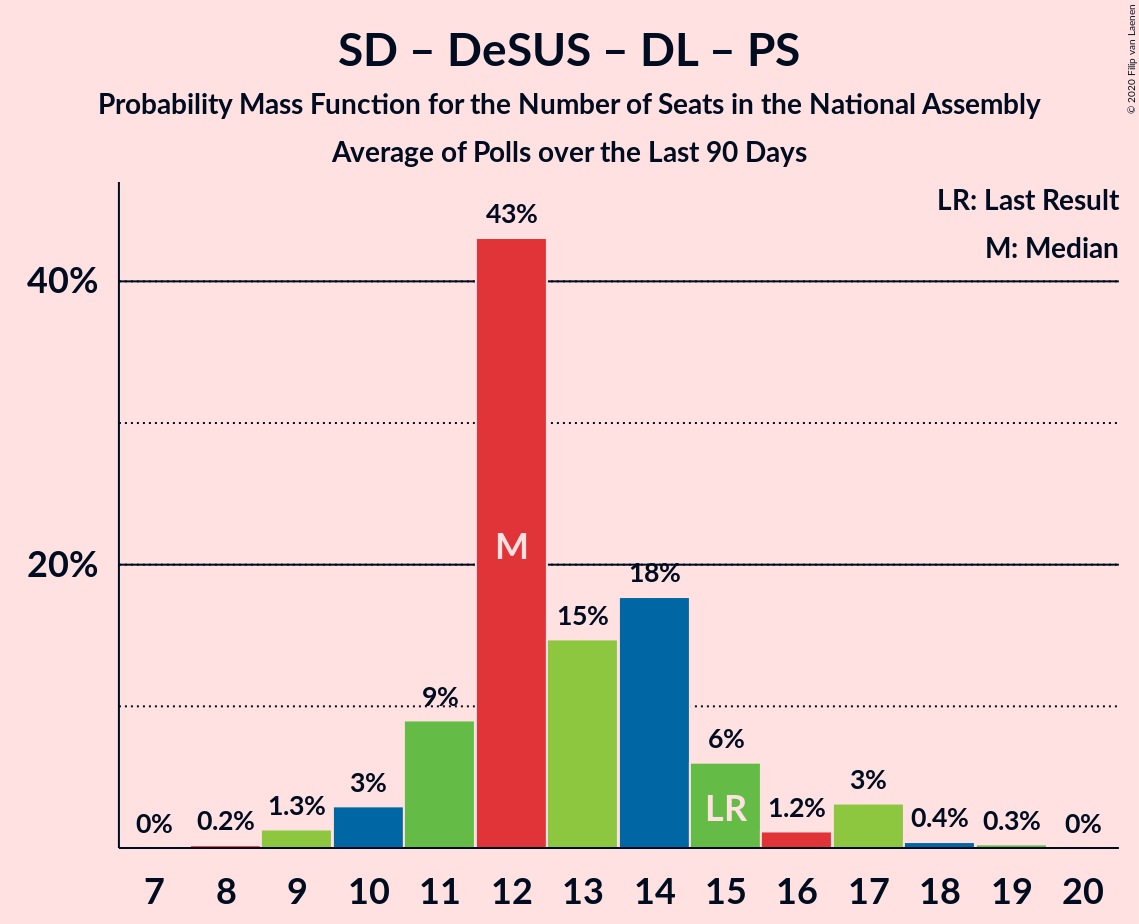 SD – DeSUS – DL – PS
Probability Mass Function for the Number of Seats in the National Assembly
Average of Polls over the Last 90 Days
© 2020 Filip van Laenen
LR: Last Result
M: Median
40%
20%
0%
0.2%
1.3%
3%
9%
43%
15%
18%
6%
1.2%
3%
0.4%
0.3%
0%
M
LR
7 8 9 10 11 12 13 14 15 16 17 18 19 20